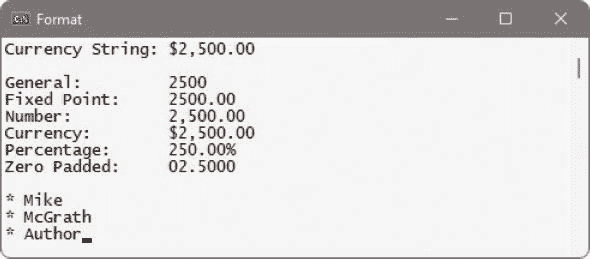 Format
Currency String: $2,500.00
General: 2500
Fixed Point: 2500.00
Number: 2,500.00
Currency: $2,500.00
Percentage: 250.00%
Zero Padded: 02.5000
* Mike
* McGrath
* Author